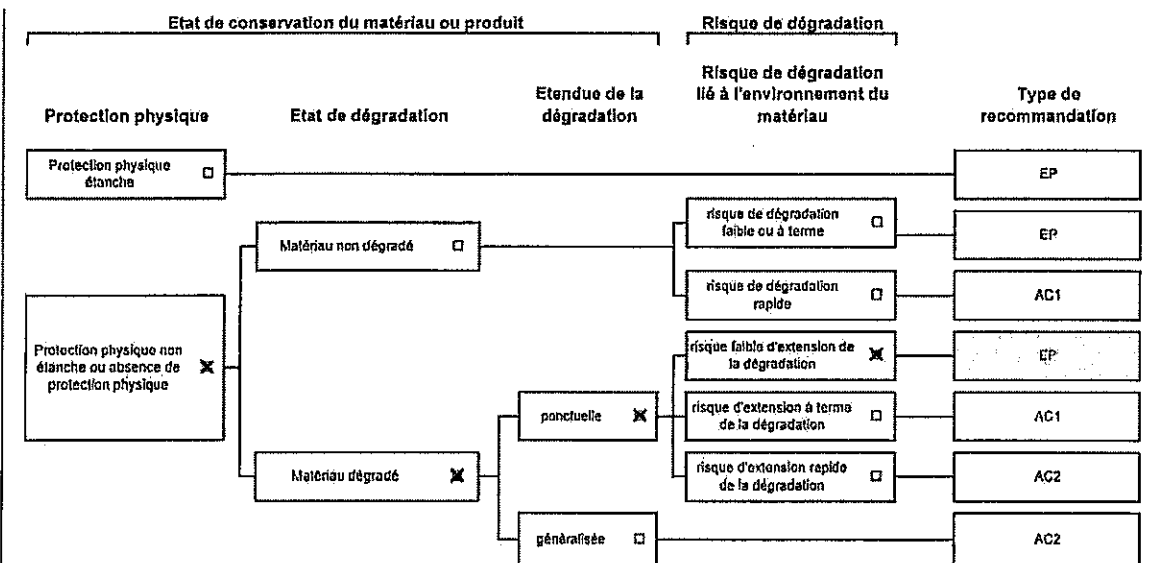 Etat de conservation du matériau ou produit
Risque de dégradation
Protection physique
Etat de dégradation
Etendue de la
dégradation
Risque de dégradation
lié à l'environnement du
matériau
Type de
recommandation
Protection physique
étanche
EP
Matériau non dégradé
risque de dégradation
faible ou à terme
EP
risque de dégradation
rapide
AC1
Protection physique non
étanche ou absence de
protection physique
risque faible d'extension de
la dégradation
EP
ponctuelle
risque d'extension à terme
de la dégradation
AC1
Matériau dégradé
risque d'extension rapide
de la dégradation
AC2
généralisée
AC2